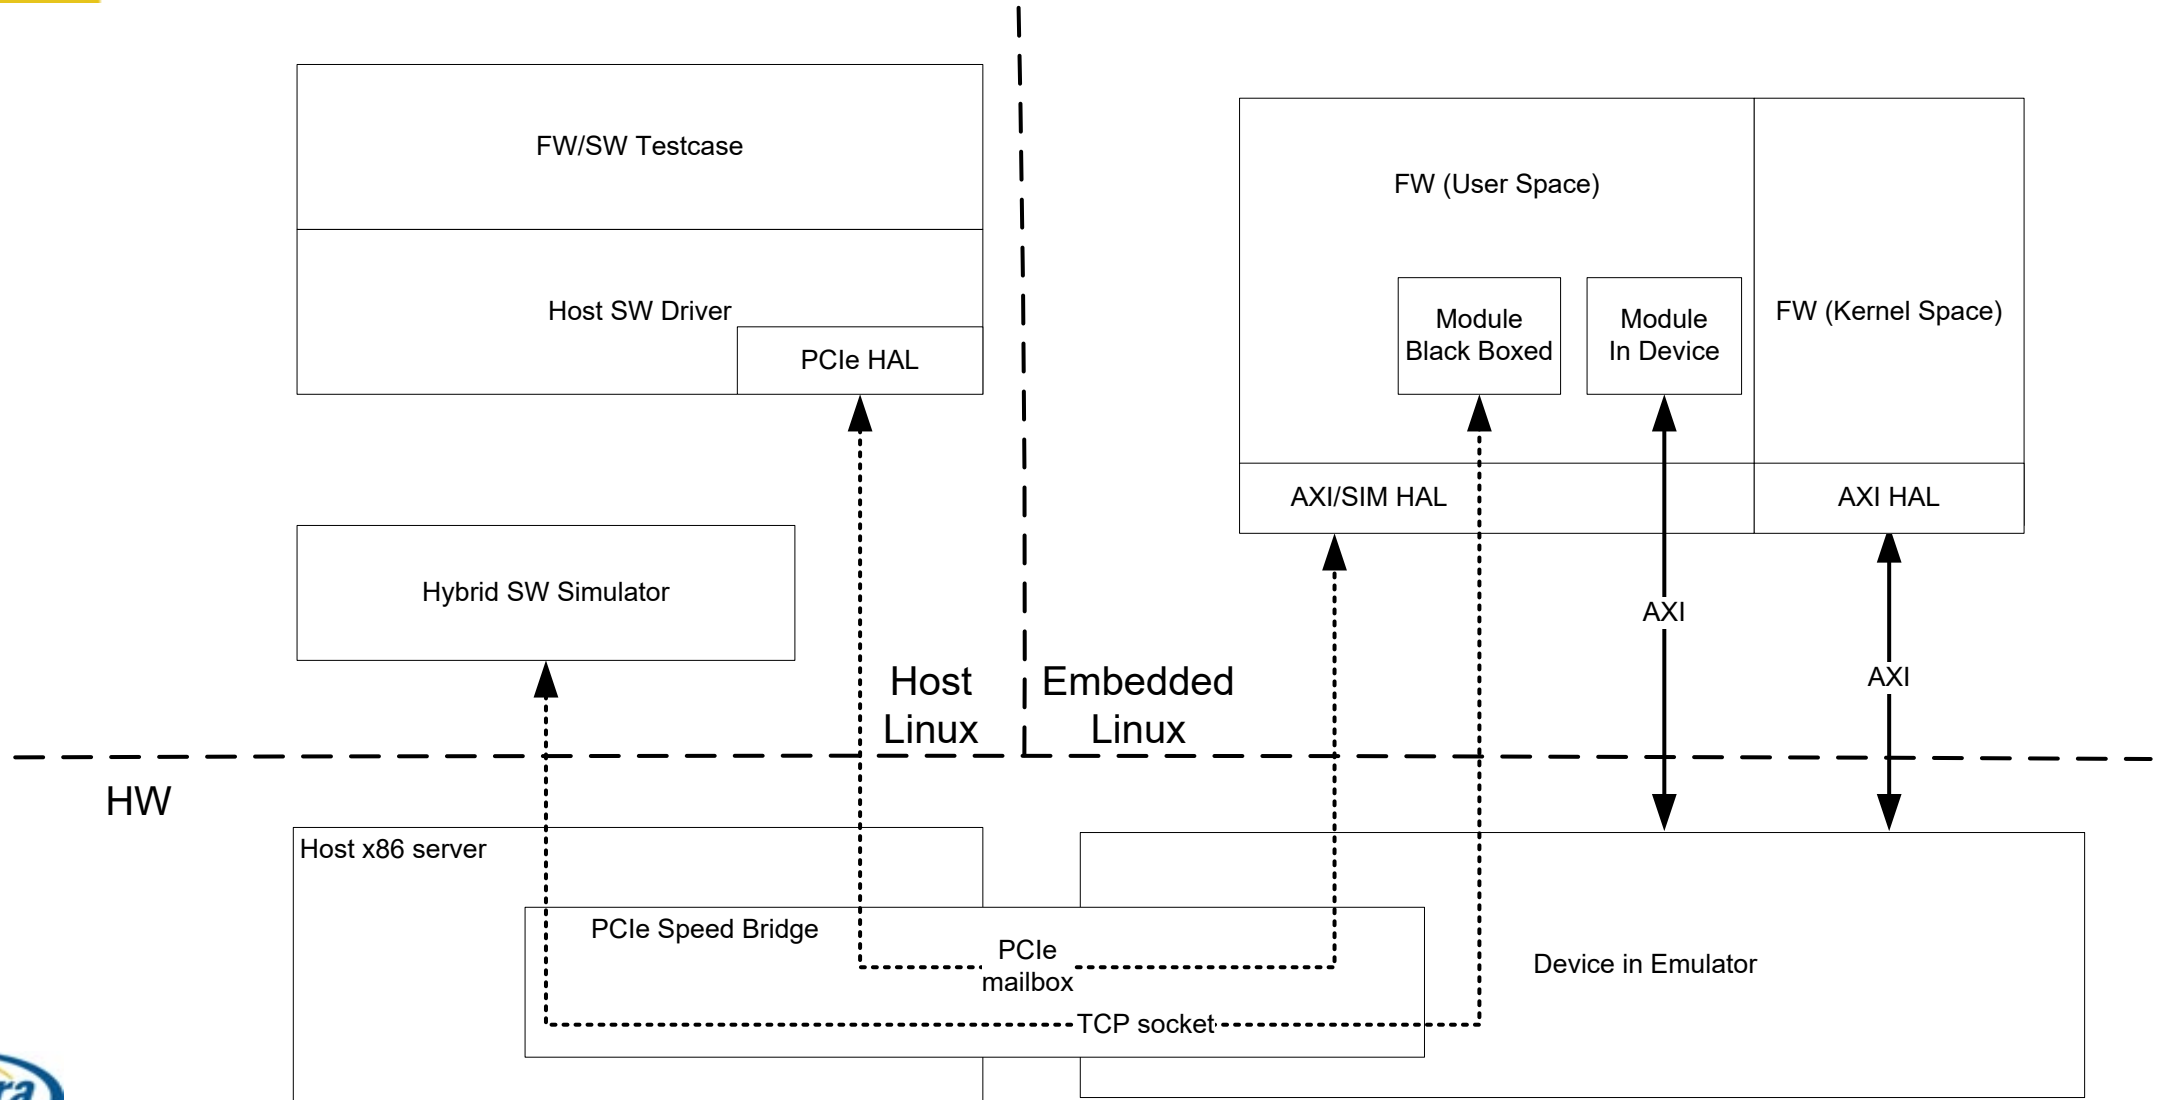 FW/SW Testcase
Host SW Driver
PCIe HAL
Hybrid SW Simulator
Host
Linux
Embedded
Linux
FW (User Space)
Module
Black Boxed
Module
In Device
FW (Kernel Space)
AXI/SIM HAL
AXI HAL
AXI
AXI
HW
Host x86 server
PCIe Speed Bridge
PCIe
mailbox
TCP socket
Device in Emulator